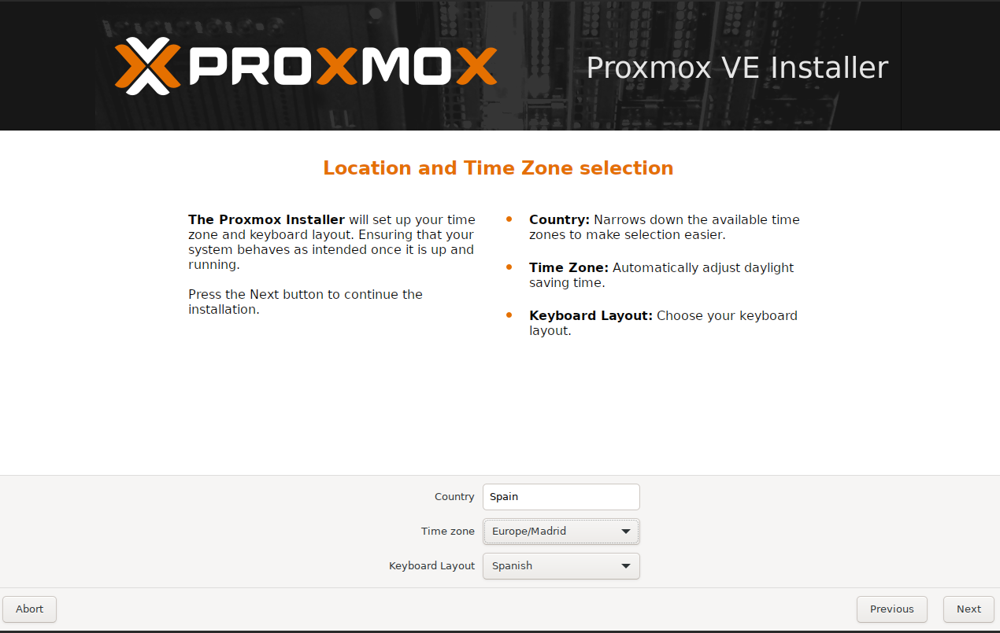 PROXMOX
Proxmox VE Installer
Location and Time Zone selection
The Proxmox Installer will set up your time
zone and keyboard layout. Ensuring that your
system behaves as intended once it is up and
running.
Press the Next button to continue the
installation.
Country: Narrows down the available time
zones to make selection easier.
Time Zone: Automatically adjust daylight
saving time.
Keyboard Layout: Choose your keyboard
layout.
Country Spain
Time zone Europe/Madrid
Keyboard Layout Spanish
Abort Previous Next